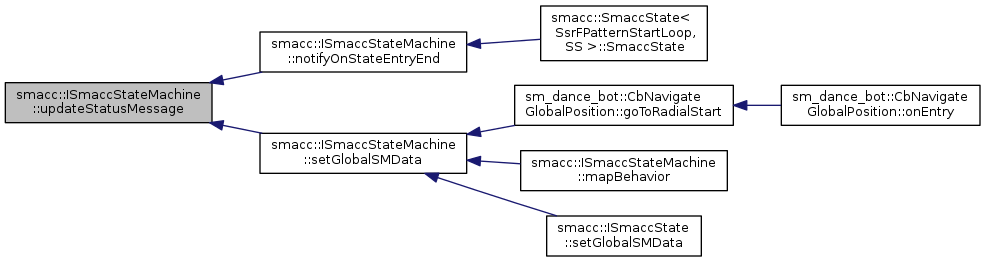 smacc::ISmaccStateMachine
::updateStatusMessage
smacc::ISmaccStateMachine
::notifyOnStateEntryEnd
smacc::SmaccState<
SsrFPatternStartLoop,
SS >::SmaccState
smacc::ISmaccStateMachine
::setGlobalSMData
sm_dance_bot::CbNavigate
GlobalPosition::goToRadialStart
sm_dance_bot::CbNavigate
GlobalPosition::onEntry
smacc::ISmaccStateMachine
::mapBehavior
smacc::ISmaccState
::setGlobalSMData